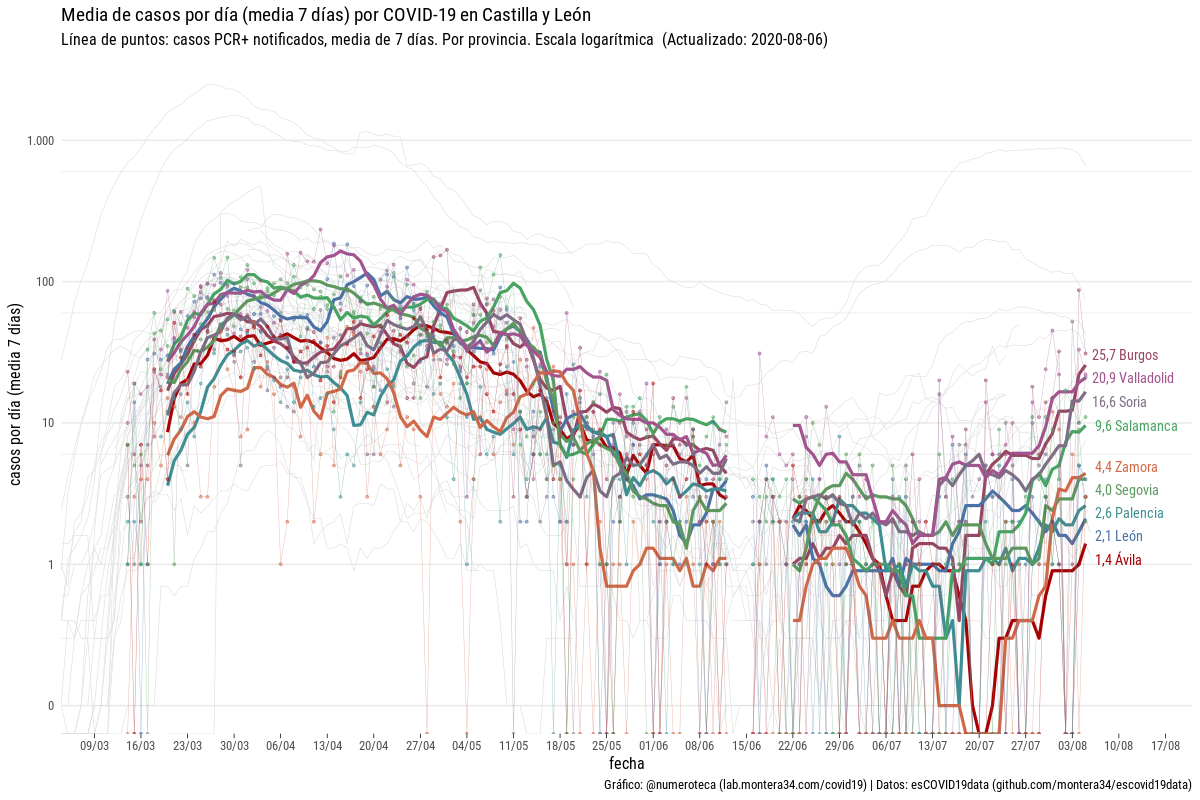 Media de casos por día (media 7 días) por COVID-19 en Castilla y León
Línea de puntos: casos PCR+ notificados, media de 7 días. Por provincia. Escala logarítmica (Actualizado: 2020-08-06)
casos por día (media 7 días)
1.000
100
10
1
0
25,7 Burgos
20,9 Valladolid
16,6 Soria
9,6 Salamanca
4,4 Zamora
4,0 Segovia
2,6 Palencia
2,1 León
1,4 Ávila
09/03 16/03 23/03 30/03 06/04 13/04 20/04 27/04 04/05 11/05 18/05 25/05 01/06 08/06 15/06 22/06 29/06 06/07 13/07 20/07 27/07 03/08 10/08 17/08
fecha
Gráfico: @numeroteca (lab.montera34.com/covid19) | Datos: esCOVID19data (github.com/montera34/escovid19data)